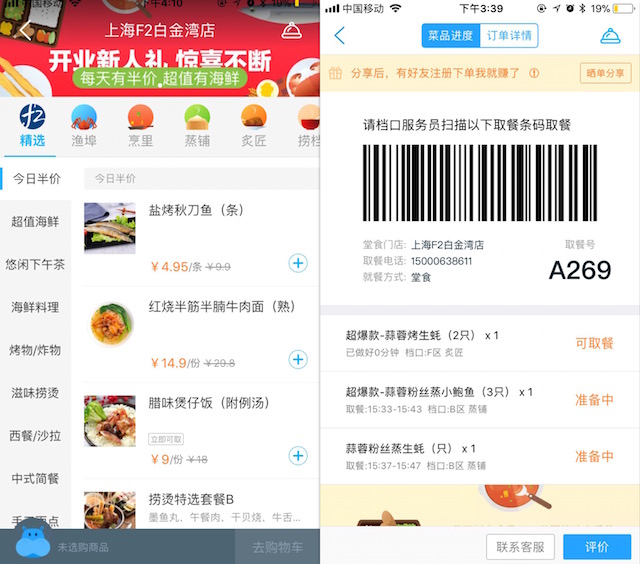 中国移动 下午4:10
上海F2白金湾店
开业新人礼 惊喜不断
每天有半价,超值有海鲜
精选 渔埠 烹里 蒸铺 炙匠 捞档
今日半价
今日半价
超值海鲜
悠闲下午茶
海鲜料理
烤物/炸物
滋味捞烫
西餐/沙拉
中式简餐
盐烤秋刀鱼（条）
￥4.95/条 ￥9.9
红烧半筋半腩牛肉面（熟）
￥14.9/份 ￥29.8
腊味煲仔饭（附例汤）
立即可取
￥9/份 ￥18
捞烫特选套餐B
墨鱼丸、午餐肉、干贝烧、牛舌...
未选购商品
去购物车
中国移动 下午3:39 19%
菜品进度 订单详情
分享后，有好友注册下单我就赚了
晒单分享
请档口服务员扫描以下取餐条码取餐
堂食门店: 上海F2白金湾店
取餐电话: 15000638611
就餐方式: 堂食
取餐号
A269
超爆款-蒜蓉烤生蚝（2只） x 1
已做好0分钟 档口:F区 炙匠
可取餐
超爆款-蒜蓉粉丝蒸小鲍鱼（3只） x 1
取餐:15:33-15:43 档口:B区 蒸铺
准备中
蒜蓉粉丝蒸生蚝（只） x 1
取餐:15:37-15:47 档口:B区 蒸铺
准备中
联系客服
评价